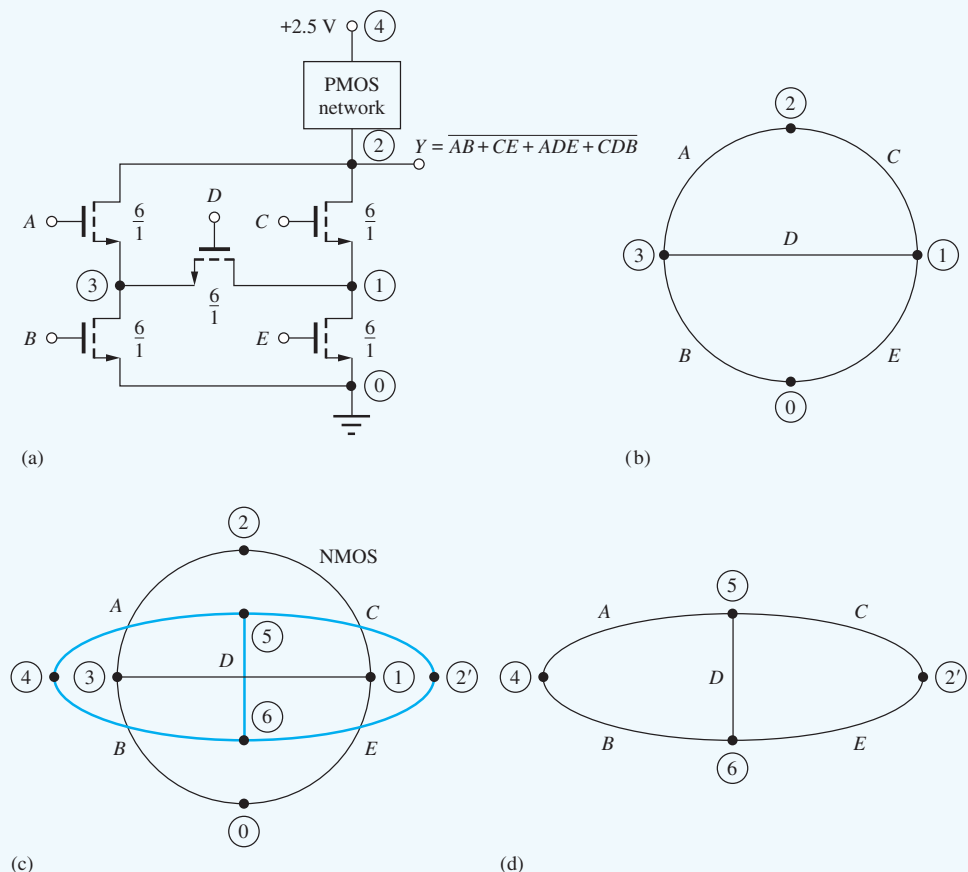 +2.5 V ④
PMOS
network
② Y = \overline{AB + CE + ADE + CDB}
A 6/1
D
6/1
C 6/1
③ ①
B 6/1
E 6/1
⓪
(a)
②
A C
③ D ①
B E
⓪
(b)
②
NMOS
A C
⑤
④ ③ D ① 2′
⑥
B E
⓪
(c)
⑤
A C
④ D 2′
B E
⑥
(d)